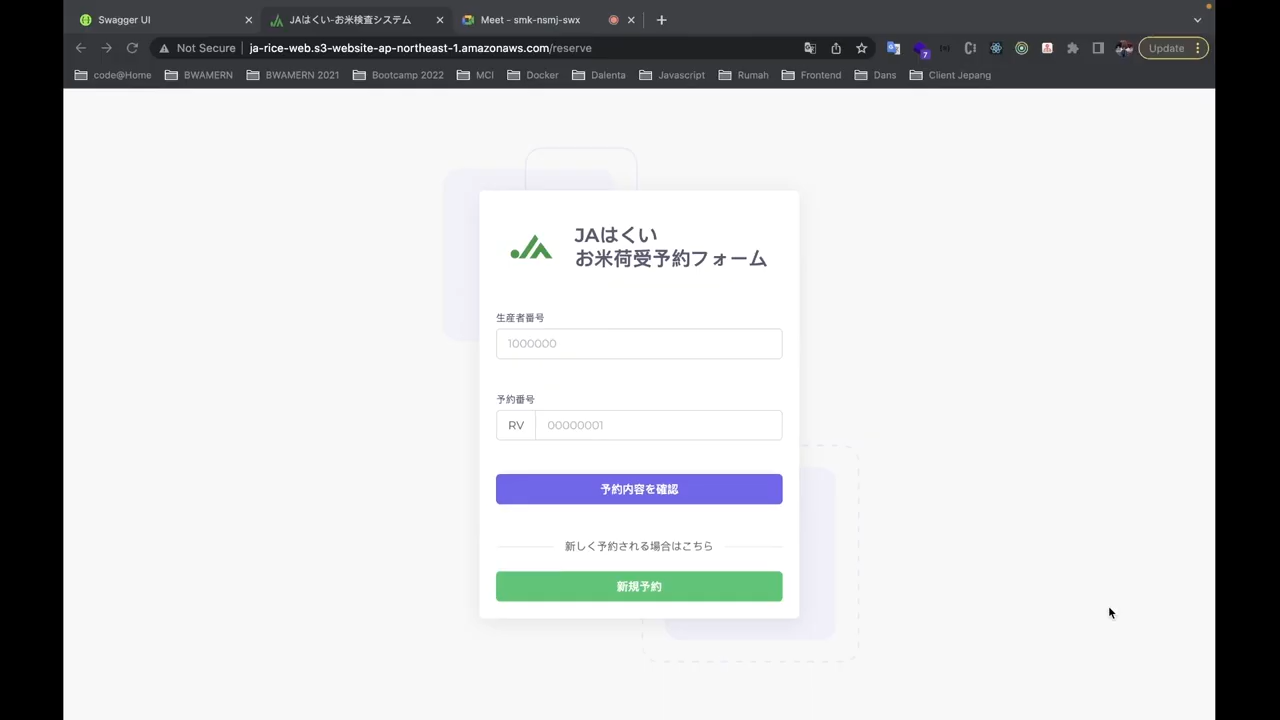 Swagger UI
JAはくい-お米検査システム
Meet - smk-nsmj-swx
Not Secure
ja-rice-web.s3-website-ap-northeast-1.amazonaws.com/reserve
7
Update
code@Home
BWAMERN
BWAMERN 2021
Bootcamp 2022
MCI
Docker
Dalenta
Javascript
Rumah
Frontend
Dans
Client Jepang
JAはくい
お米荷受予約フォーム
生産者番号
1000000
予約番号
RV
00000001
予約内容を確認
新しく予約される場合はこちら
新規予約